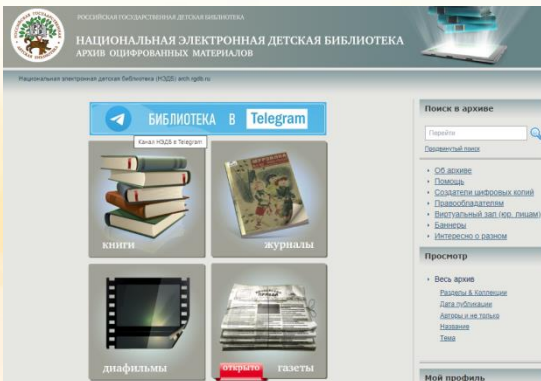 РОССИЙСКАЯ ГОСУДАРСТВЕННАЯ ДЕТСКАЯ БИБЛИОТЕКА
НАЦИОНАЛЬНАЯ ЭЛЕКТРОННАЯ ДЕТСКАЯ БИБЛИОТЕКА
АРХИВ ОЦИФРОВАННЫХ МАТЕРИАЛОВ
Национальная электронная детская библиотека (НЭДБ) arch.rgdb.ru
БИБЛИОТЕКА В Telegram
Канал НЭДБ в Telegram
книги
журналы
диафильмы
открыто
газеты
Поиск в архиве
Перейти
Продвинутый поиск
Об архиве
Помощь
Создатели цифровых копий
Правообладателям
Виртуальный зал (юр. лицам)
Баннеры
Интересно о разном
Просмотр
Весь архив
Разделы & Коллекции
Дата публикации
Авторы и не только
Название
Тема
Мой профиль